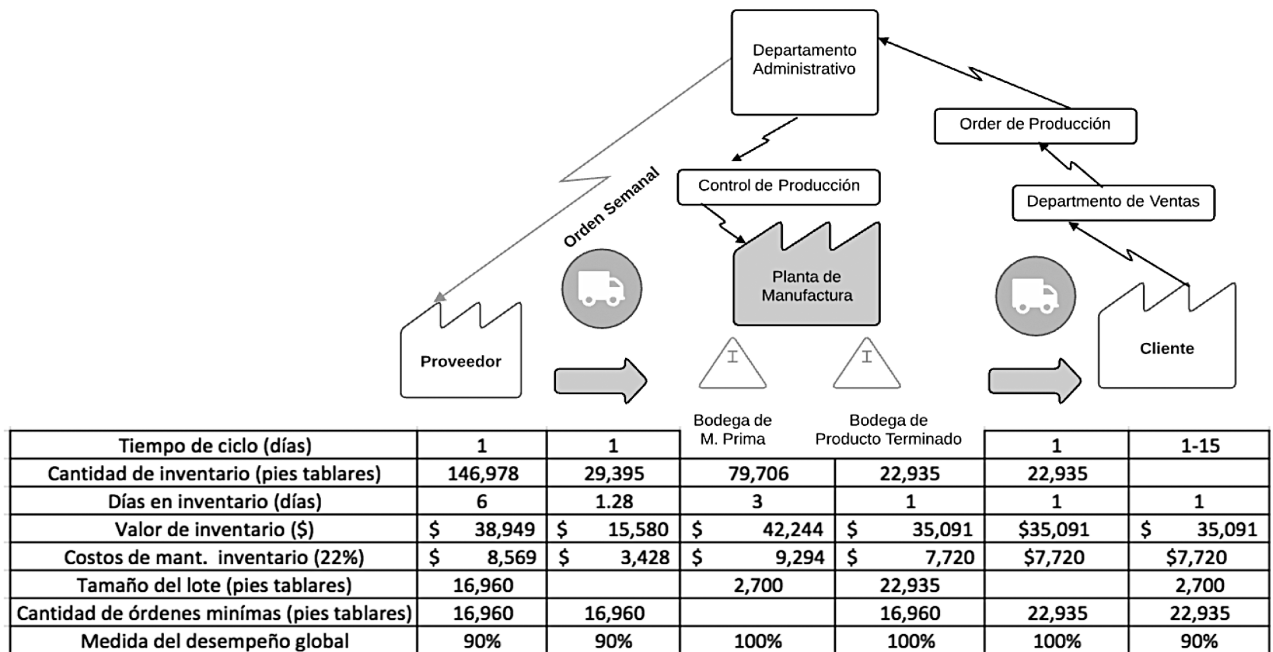 Departamento
Administrativo
Order de Producción
Control de Producción
Departmento de Ventas
Orden Semanal
Planta de
Manufactura
Proveedor
Cliente
I
I
Bodega de
M. Prima
Bodega de
Producto Terminado
Tiempo de ciclo (días) 1 1 1 1-15
Cantidad de inventario (pies tablares) 146,978 29,395 79,706 22,935 22,935
Días en inventario (días) 6 1.28 3 1 1 1
Valor de inventario ($) $ 38,949 $ 15,580 $ 42,244 $ 35,091 $35,091 $ 35,091
Costos de mant. inventario (22%) $ 8,569 $ 3,428 $ 9,294 $ 7,720 $7,720 $7,720
Tamaño del lote (pies tablares) 16,960 2,700 22,935 2,700
Cantidad de órdenes minímas (pies tablares) 16,960 16,960 16,960 22,935 22,935
Medida del desempeño global 90% 90% 100% 100% 100% 90%